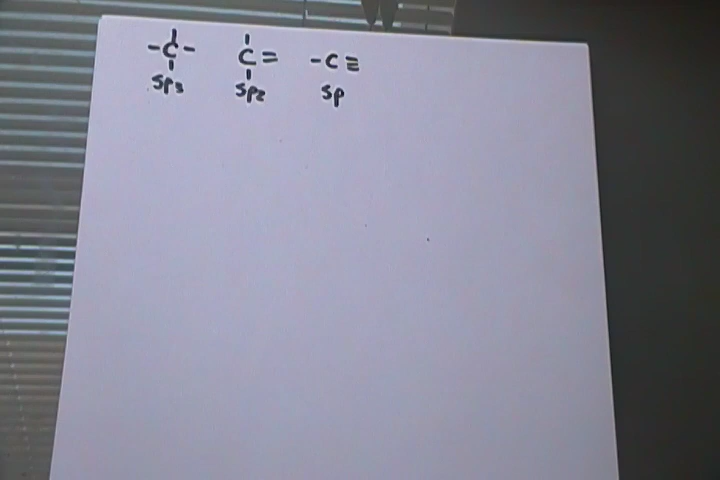 -C- C= -C≡
sp3 sp2 sp